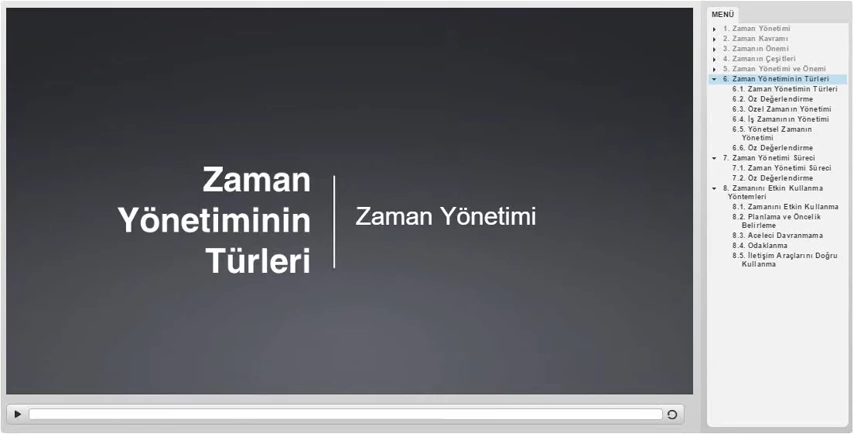 Zaman
Yönetiminin
Türleri
Zaman Yönetimi
MENÜ
1. Zaman Yönetimi
2. Zaman Kavramı
3. Zamanın Önemi
4. Zamanın Çeşitleri
5. Zaman Yönetimi ve Önemi
6. Zaman Yönetiminin Türleri
6.1. Zaman Yönetimin Türleri
6.2. Öz Değerlendirme
6.3. Özel Zamanın Yönetimi
6.4. İş Zamanının Yönetimi
6.5. Yönetsel Zamanın
Yönetimi
6.6. Öz Değerlendirme
7. Zaman Yönetimi Süreci
7.1. Zaman Yönetimi Süreci
7.2. Öz Değerlendirme
8. Zamanını Etkin Kullanma
Yöntemleri
8.1. Zamanını Etkin Kullanma
8.2. Planlama ve Öncelik
Belirleme
8.3. Aceleci Davranmama
8.4. Odaklanma
8.5. İletişim Araçlarını Doğru
Kullanma